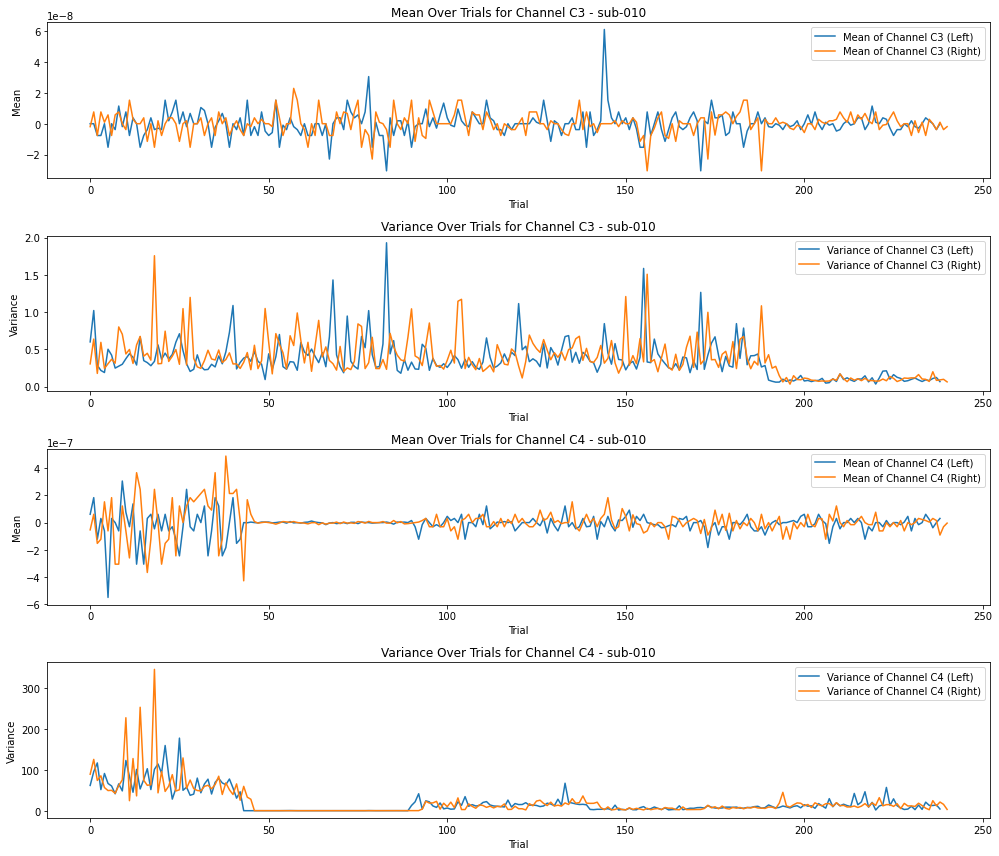 Mean Over Trials for Channel C3 - sub-010
1e−8
Mean of Channel C3 (Left)
Mean of Channel C3 (Right)
6
4
2
0
−2
Mean
0 50 100 150 200 250
Trial
Variance Over Trials for Channel C3 - sub-010
Variance of Channel C3 (Left)
Variance of Channel C3 (Right)
2.0
1.5
1.0
0.5
0.0
Variance
0 50 100 150 200 250
Trial
Mean Over Trials for Channel C4 - sub-010
1e−7
Mean of Channel C4 (Left)
Mean of Channel C4 (Right)
4
2
0
−2
−4
−6
Mean
0 50 100 150 200 250
Trial
Variance Over Trials for Channel C4 - sub-010
Variance of Channel C4 (Left)
Variance of Channel C4 (Right)
300
200
100
0
Variance
0 50 100 150 200 250
Trial